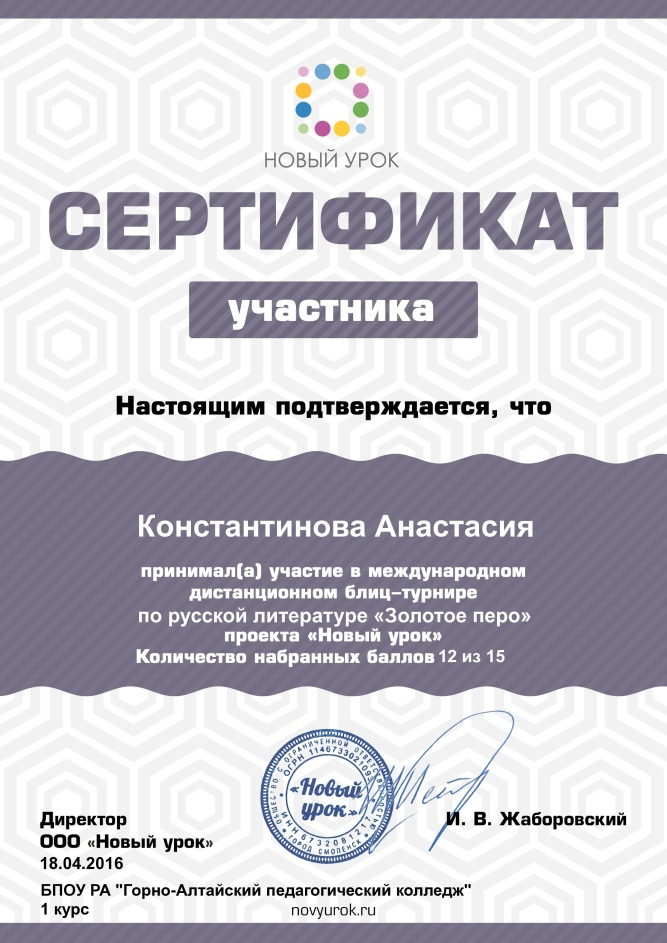 НОВЫЙ УРОК
СЕРТИФИКАТ
участника
Настоящим подтверждается, что
Константинова Анастасия
принимал(а) участие в международном
дистанционном блиц-турнире
по русской литературе «Золотое перо»
проекта «Новый урок»
Количество набранных баллов 12 из 15
«Новый
урок»
ГОРОД СМОЛЕНСК
Директор
И. В. Жаборовский
ООО «Новый урок»
18.04.2016
БПОУ РА "Горно-Алтайский педагогический колледж"
1 курс
novyurok.ru